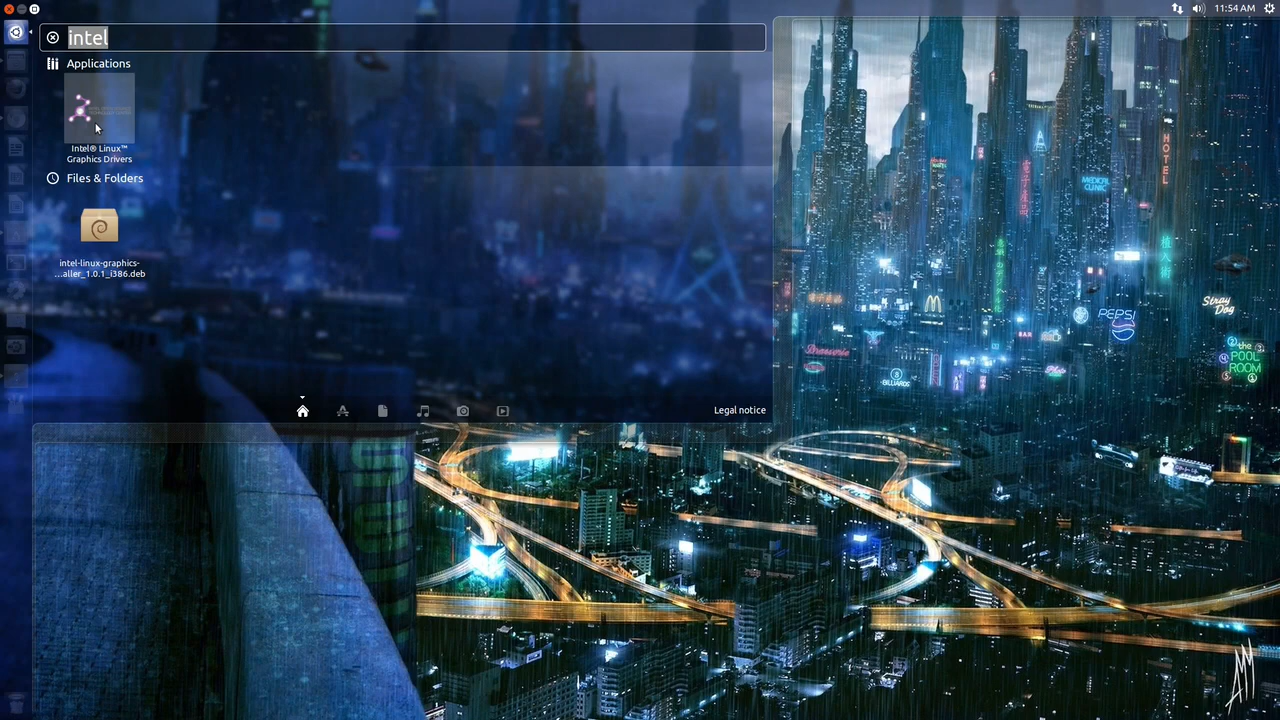 11:54 AM
intel
Applications
Intel® Linux™
Graphics Drivers
Files & Folders
intel-linux-graphics-
...aller_1.0.1_i386.deb
Legal notice
HOTEL
MEDICAL
CLINIC
Stray
Dog
PEPSI
BAR
BILLIARDS
the
POOL
ROOM